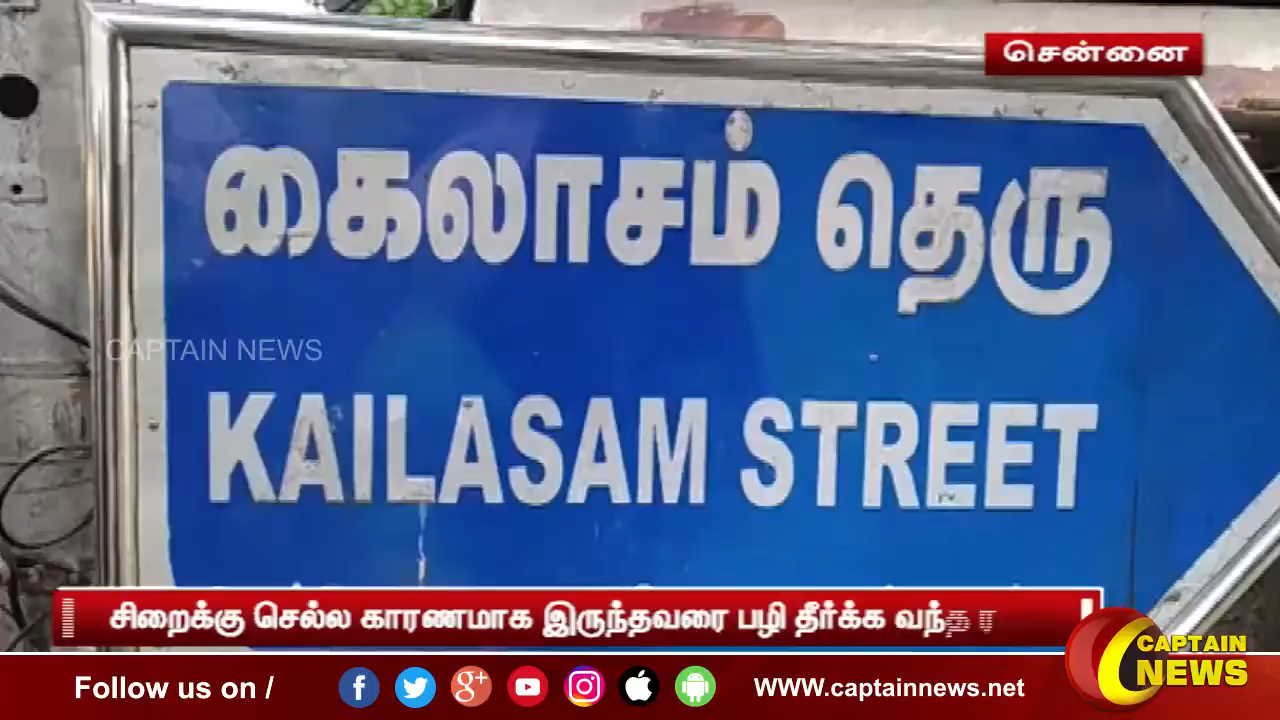 சென்னை
கைலாசம் தெரு
CAPTAIN NEWS
KAILASAM STREET
சிறைக்கு செல்ல காரணமாக இருந்தவரை பழி தீர்க்க வந்த
CAPTAIN
NEWS
Follow us on /
WWW.captainnews.net